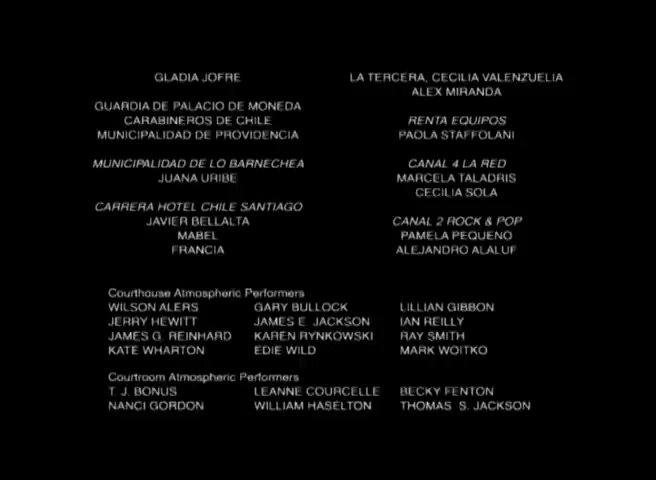 GLADIA JOFRE
GUARDIA DE PALACIO DE MONEDA
CARABINEROS DE CHILE
MUNICIPALIDAD DE PROVIDENCIA
MUNICIPALIDAD DE LO BARNECHEA
JUANA URIBE
CARRERA HOTEL CHILE SANTIAGO
JAVIER BELLALTA
MABEL
FRANCIA
LA TERCERA, CECILIA VALENZUELIA
ALEX MIRANDA
RENTA EQUIPOS
PAOLA STAFFOLANI
CANAL 4 LA RED
MARCELA TALADRIS
CECILIA SOLA
CANAL 2 ROCK & POP
PAMELA PEQUENO
ALEJANDRO ALALUF
Courthouse Atmospheric Performers
WILSON ALERS GARY BULLOCK LILLIAN GIBBON
JERRY HEWITT JAMES E. JACKSON IAN REILLY
JAMES G. REINHARD KAREN RYNKOWSKI RAY SMITH
KATE WHARTON EDIE WILD MARK WOITKO
Courtroom Atmospheric Performers
T. J. BONUS LEANNE COURCELLE BECKY FENTON
NANCI GORDON WILLIAM HASELTON THOMAS S. JACKSON